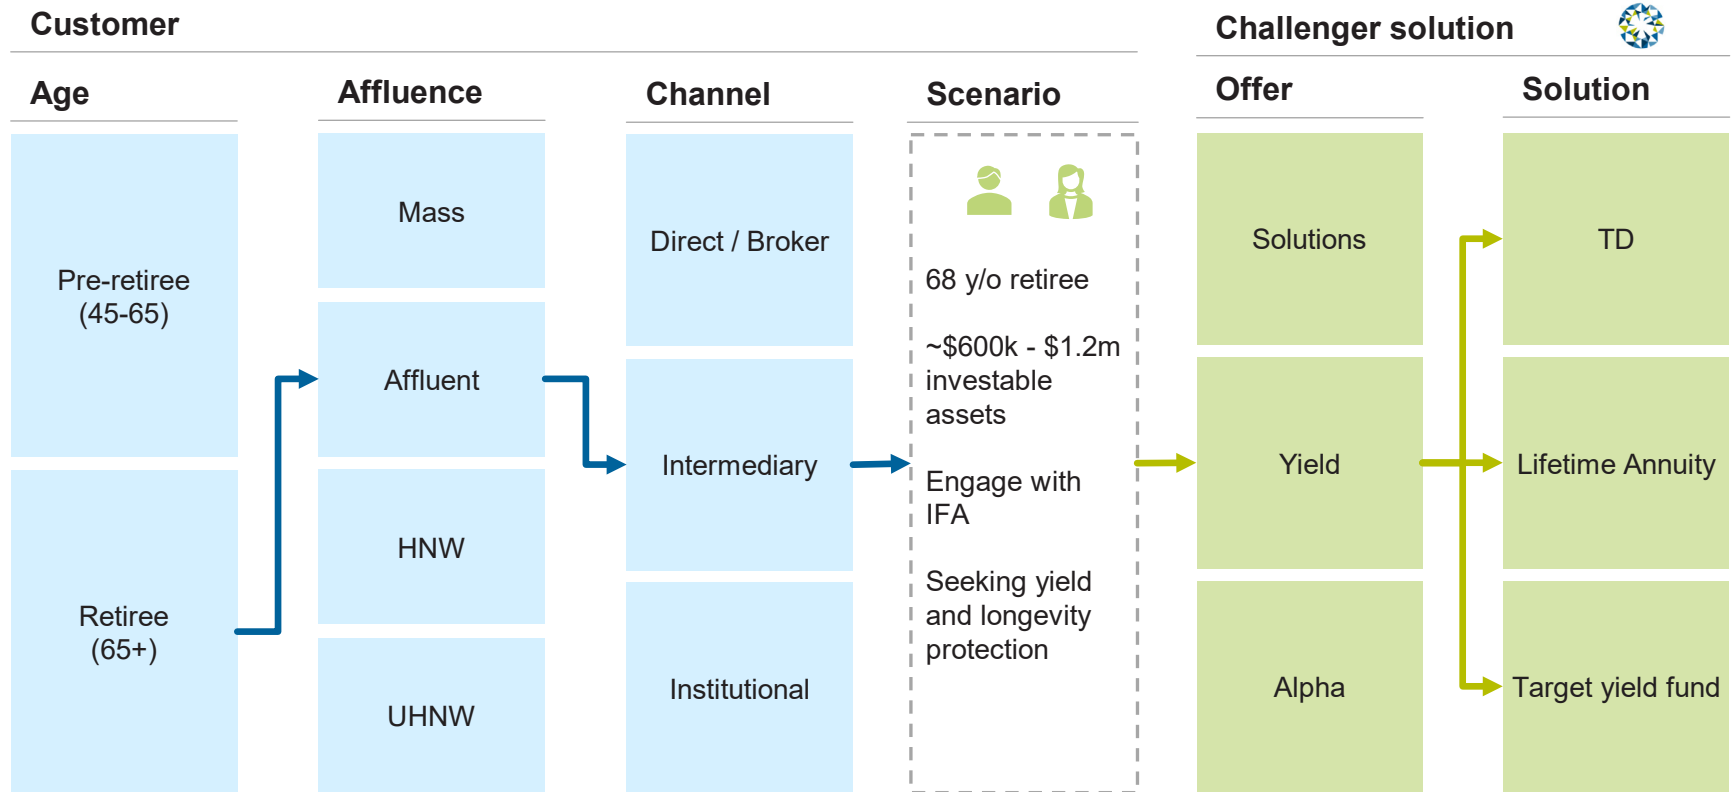 Customer
Challenger solution
Age
Affluence
Channel
Scenario
Offer
Solution
Pre-retiree
(45-65)
Retiree
(65+)
Mass
Affluent
HNW
UHNW
Direct / Broker
Intermediary
Institutional
68 y/o retiree
~$600k - $1.2m
investable
assets
Engage with
IFA
Seeking yield
and longevity
protection
Solutions
Yield
Alpha
TD
Lifetime Annuity
Target yield fund